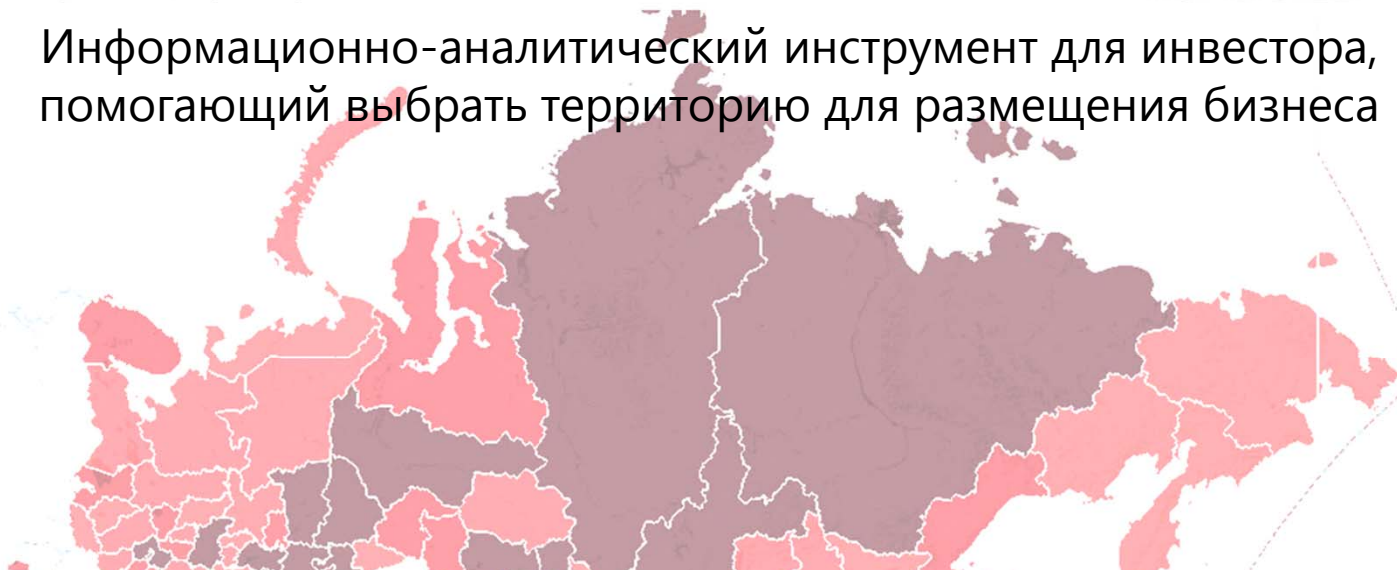 Информационно-аналитический инструмент для инвестора,
помогающий выбрать территорию для размещения бизнеса